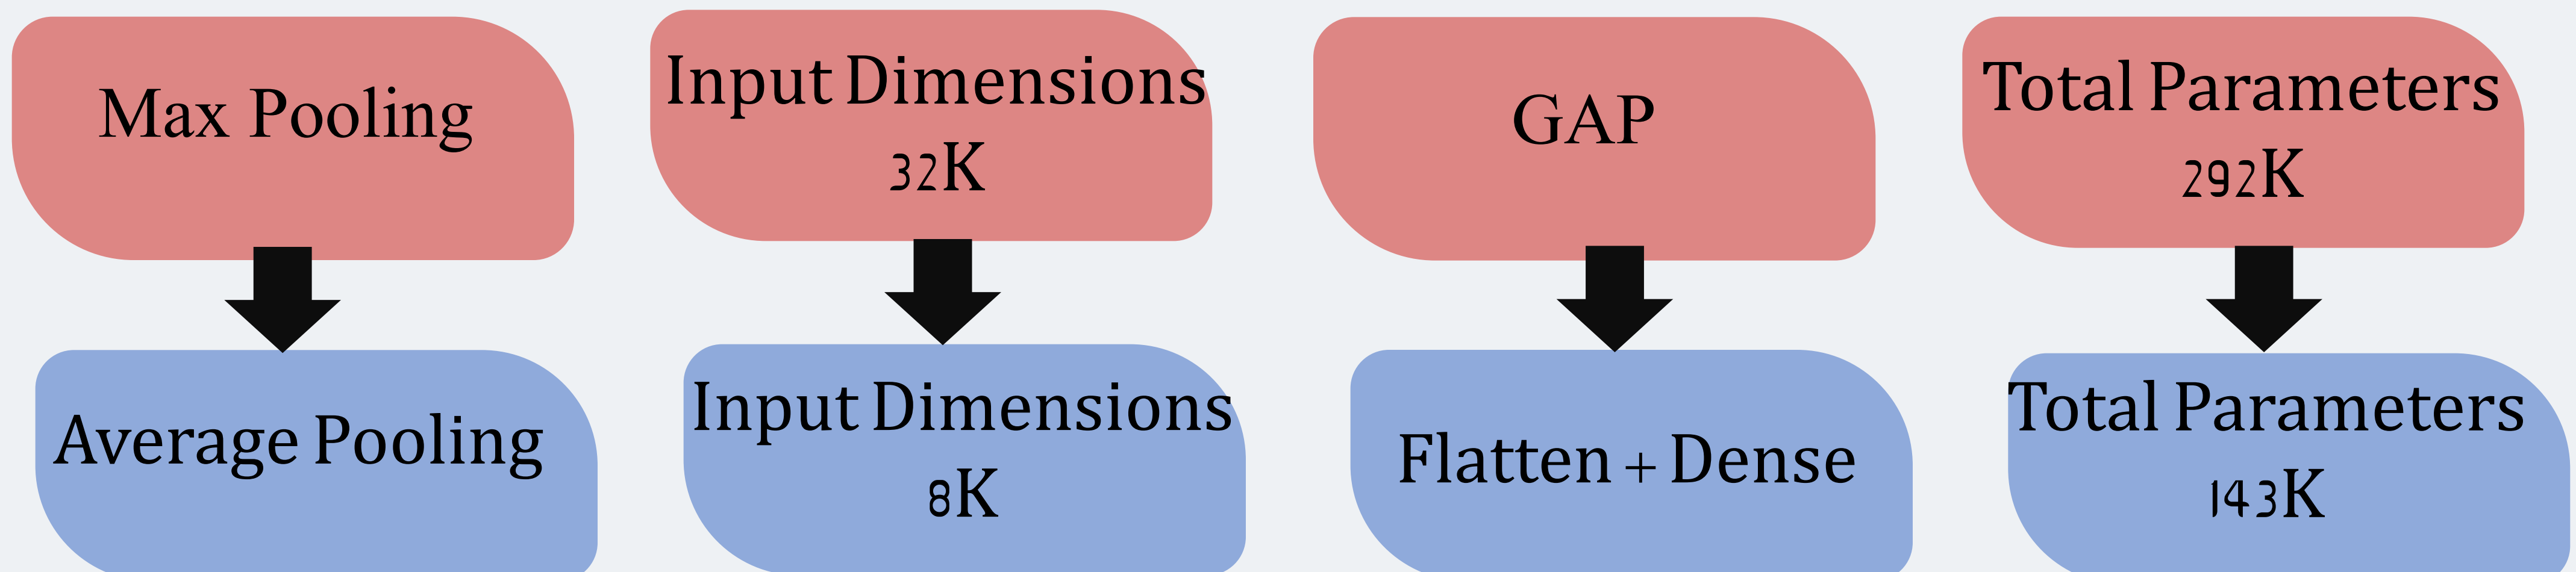 Max Pooling
Input Dimensions
32K
GAP
Total Parameters
292K
Average Pooling
Input Dimensions
8K
Flatten + Dense
Total Parameters
143K